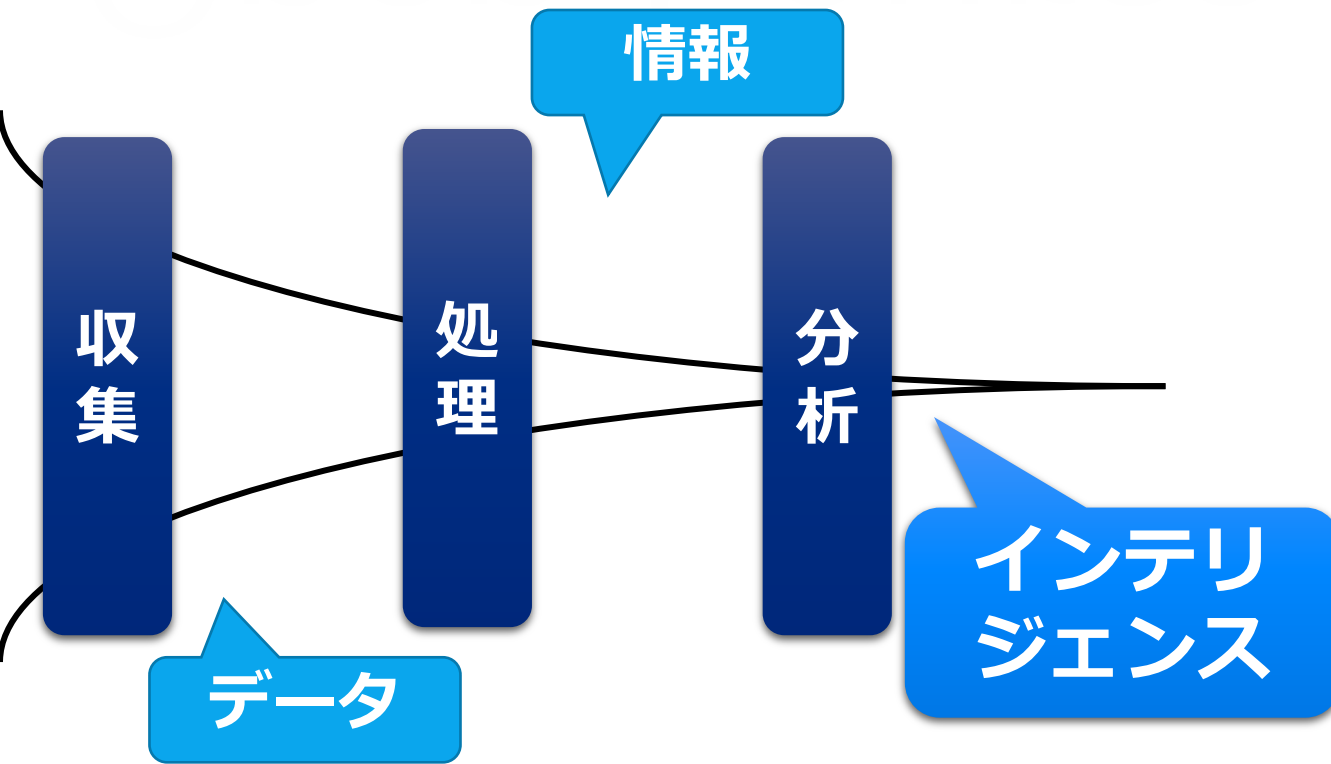 情報
収集
処理
分析
データ
インテリ
ジェンス